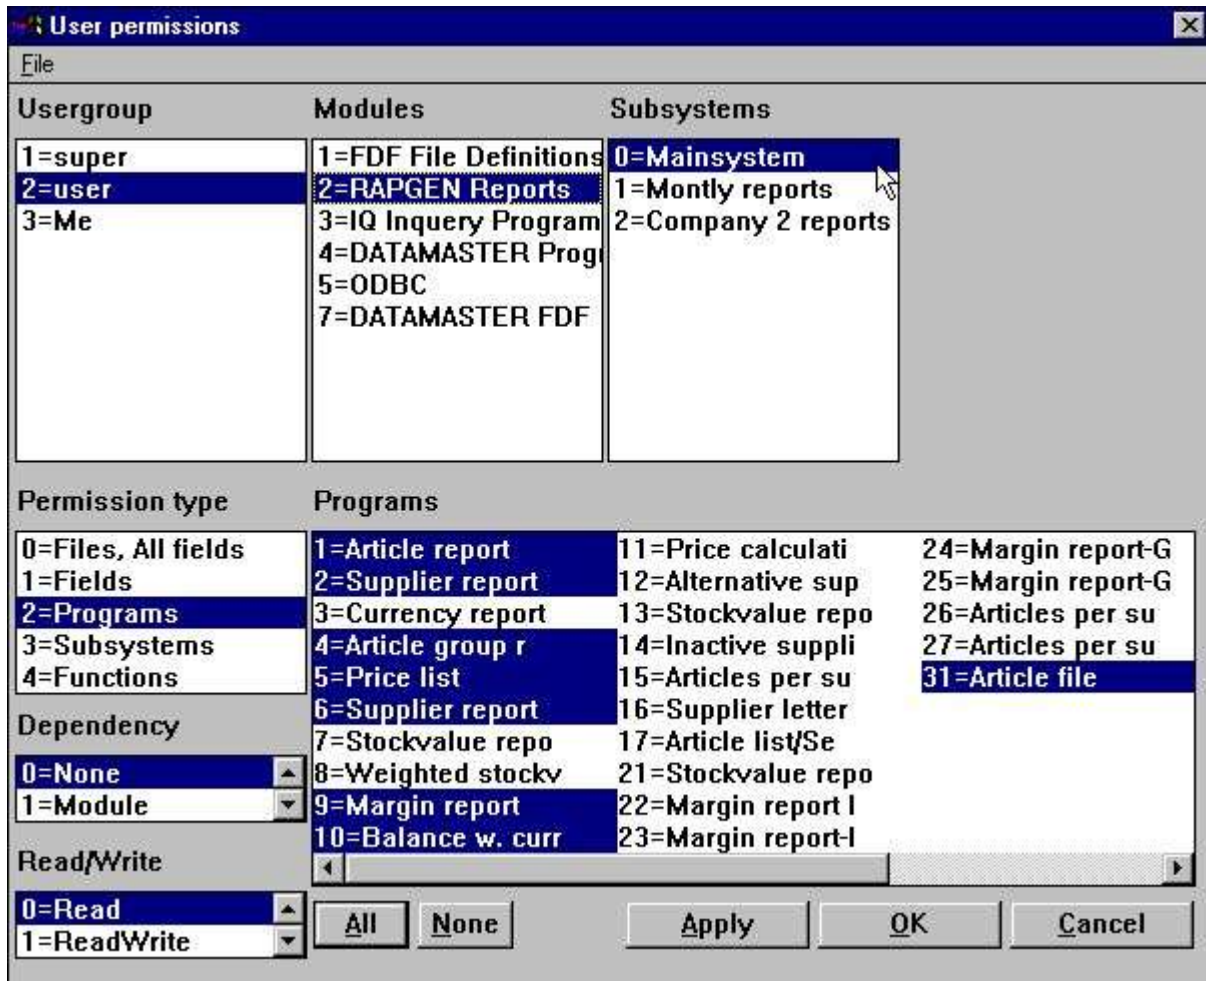 User permissions
File
Usergroup
1=super
2=user
3=Me
Modules
1=FDF File Definitions
2=RAPGEN Reports
3=IQ Inquery Program
4=DATAMASTER Prog
5=ODBC
7=DATAMASTER FDF
Subsystems
0=Mainsystem
1=Montly reports
2=Company 2 reports
Permission type
0=Files, All fields
1=Fields
2=Programs
3=Subsystems
4=Functions
Dependency
0=None
1=Module
Read/Write
0=Read
1=ReadWrite
Programs
1=Article report
2=Supplier report
3=Currency report
4=Article group r
5=Price list
6=Supplier report
7=Stockvalue repo
8=Weighted stockv
9=Margin report
10=Balance w. curr
11=Price calculati
12=Alternative sup
13=Stockvalue repo
14=Inactive suppli
15=Articles per su
16=Supplier letter
17=Article list/Se
21=Stockvalue repo
22=Margin report I
23=Margin report-I
24=Margin report-G
25=Margin report-G
26=Articles per su
27=Articles per su
31=Article file
All
None
Apply
OK
Cancel